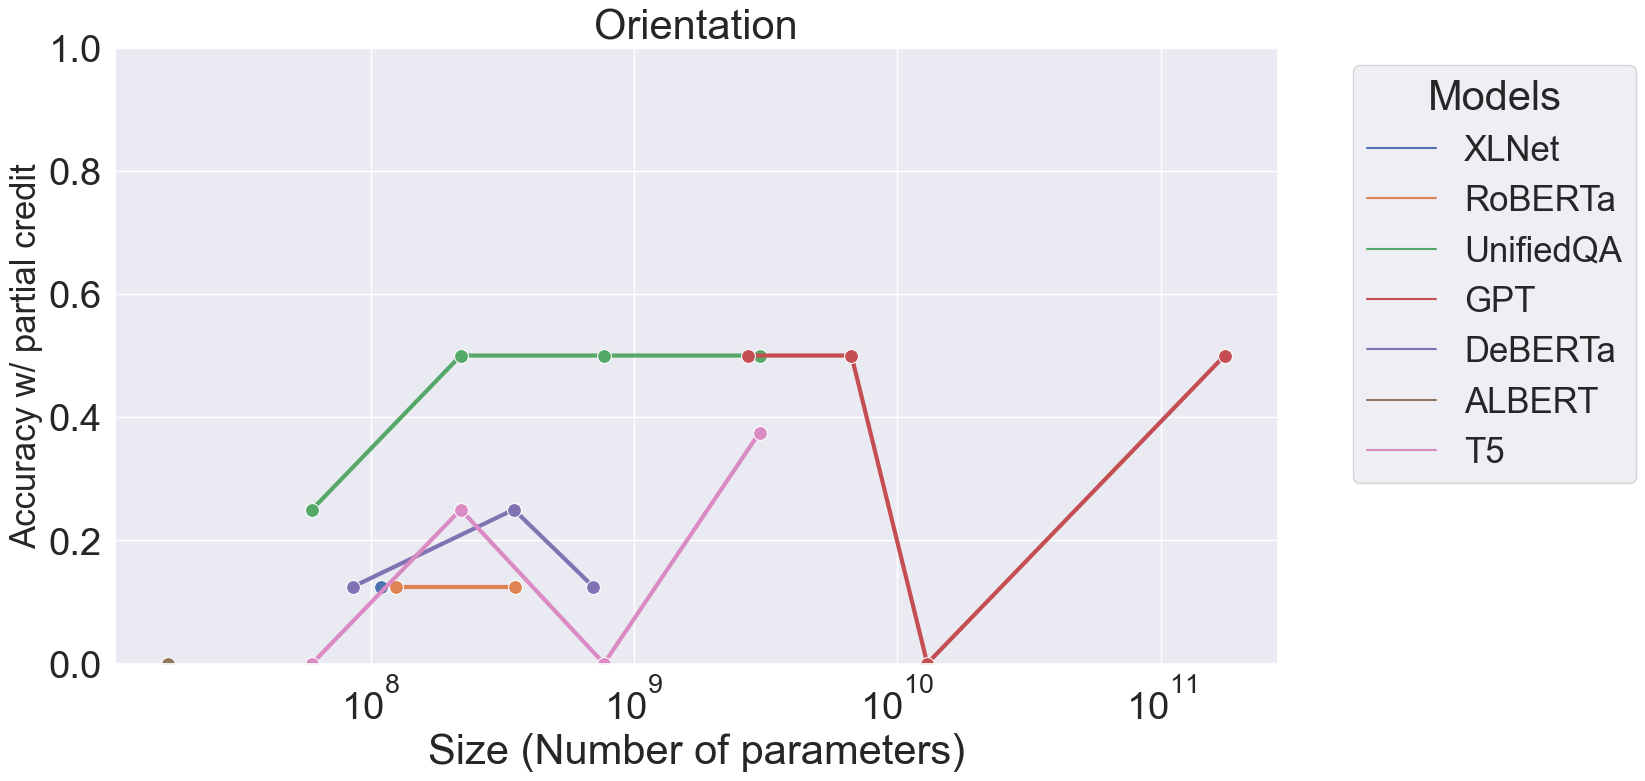 Orientation
1.0
0.8
0.6
0.4
0.2
0.0
Accuracy w/ partial credit
10^8
10^9
10^10
10^11
Size (Number of parameters)
Models
XLNet
RoBERTa
UnifiedQA
GPT
DeBERTa
ALBERT
T5